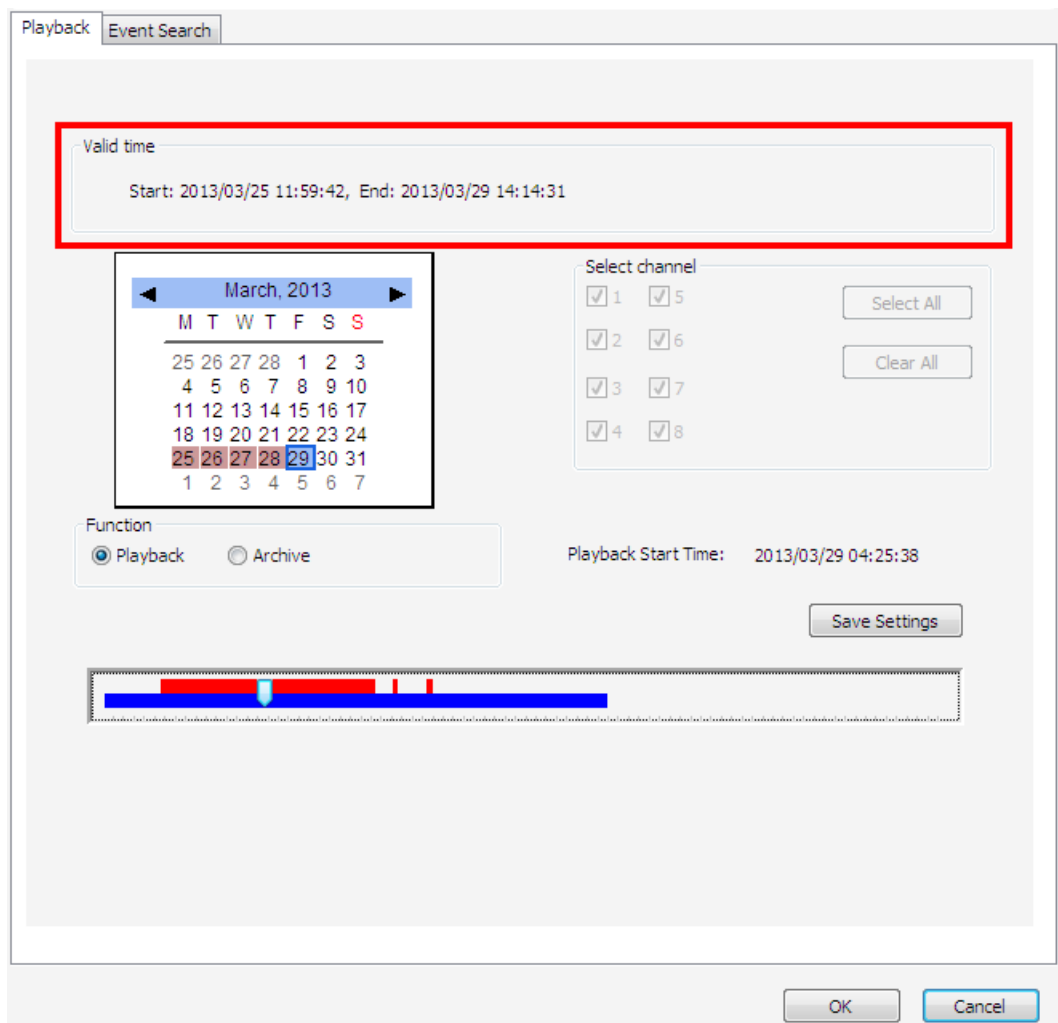 Playback Event Search
Valid time
Start: 2013/03/25 11:59:42, End: 2013/03/29 14:14:31
March, 2013
M T W T F S S
25 26 27 28 1 2 3
4 5 6 7 8 9 10
11 12 13 14 15 16 17
18 19 20 21 22 23 24
25 26 27 28 29 30 31
1 2 3 4 5 6 7
Select channel
1 5
2 6
3 7
4 8
Select All
Clear All
Function
Playback Archive
Playback Start Time: 2013/03/29 04:25:38
Save Settings
OK Cancel